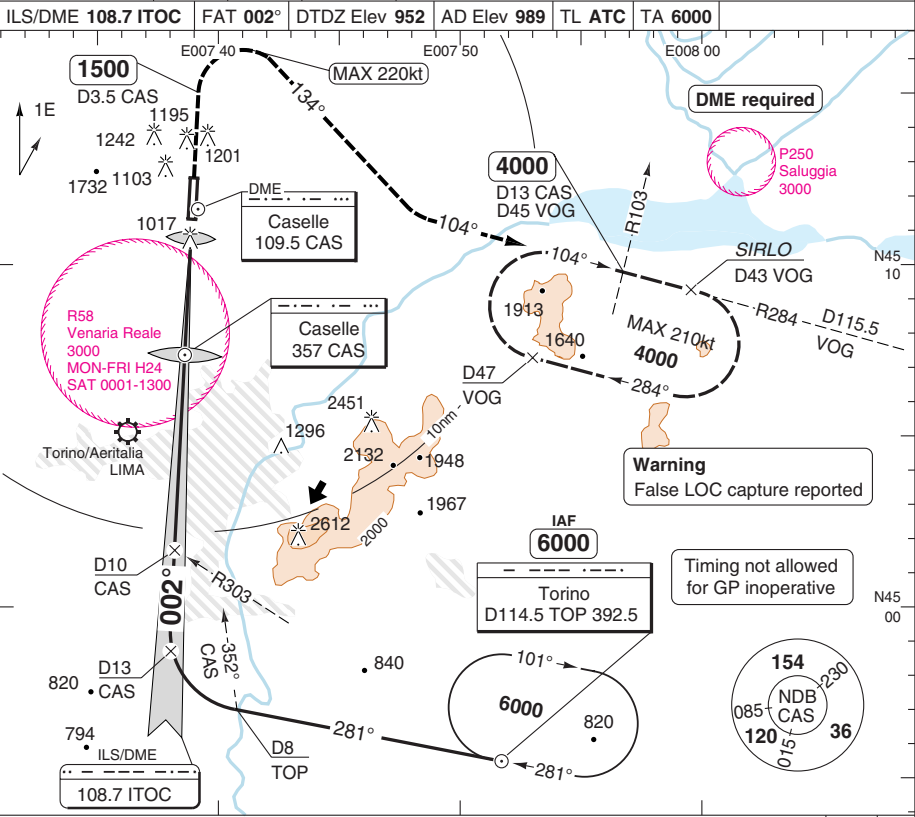 ILS/DME 108.7 ITOC FAT 002° DTDZ Elev 952 AD Elev 989 TL ATC TA 6000
E007 40
E007 50
E008 00
1500
D3.5 CAS
MAX 220kt
134°
1E
1195
1242
1201
1732
1103
DME
1017
Caselle
109.5 CAS
DME required
P250
Saluggia
3000
4000
D13 CAS
D45 VOG
R103
104°
104°
SIRLO
D43 VOG
N45
10
R284
D115.5
VOG
R58
Venaria Reale
3000
MON-FRI H24
SAT 0001-1300
Caselle
357 CAS
1913
1640
MAX 210kt
4000
284°
D47
VOG
Torino/Aeritalia
LIMA
2451
1296
10nm
2132
1948
1967
2612
2000
Warning
False LOC capture reported
IAF
6000
Torino
D114.5 TOP 392.5
Timing not allowed
for GP inoperative
N45
00
D10
CAS
R303
002°
352°
CAS
D13
CAS
820
794
840
101°
6000
820
281°
281°
D8
TOP
ILS/DME
108.7 ITOC
154
230
NDB
CAS
085
120
015
36